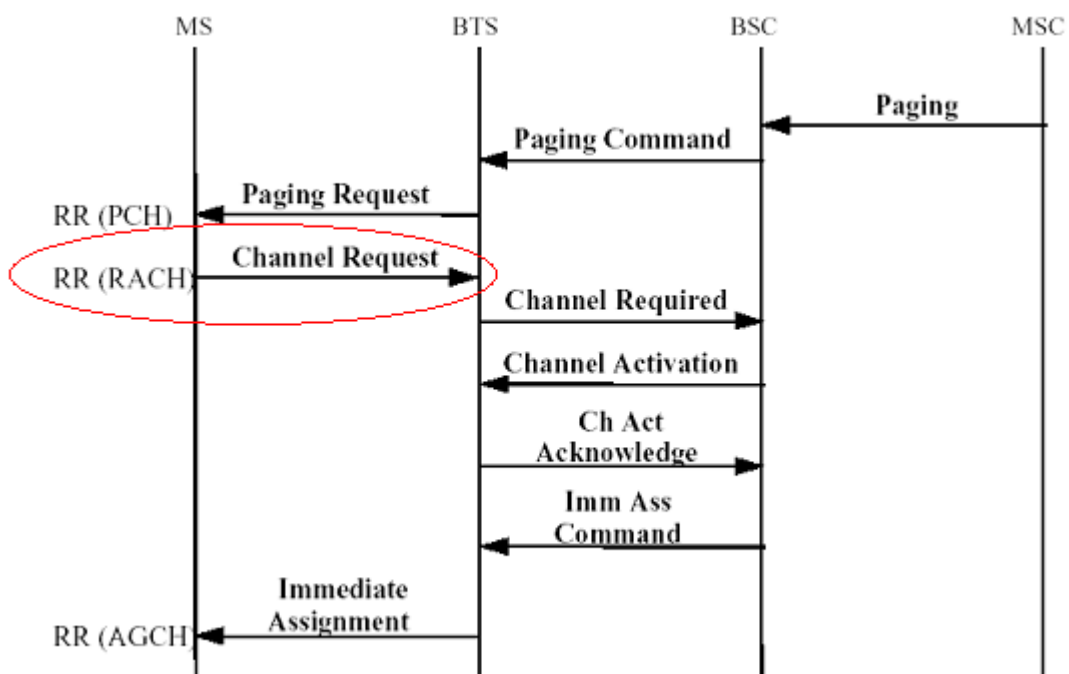 MS BTS BSC MSC
Paging
Paging Command
Paging Request
RR (PCH)
Channel Request
RR (RACH)
Channel Required
Channel Activation
Ch Act
Acknowledge
Imm Ass
Command
Immediate
Assignment
RR (AGCH)